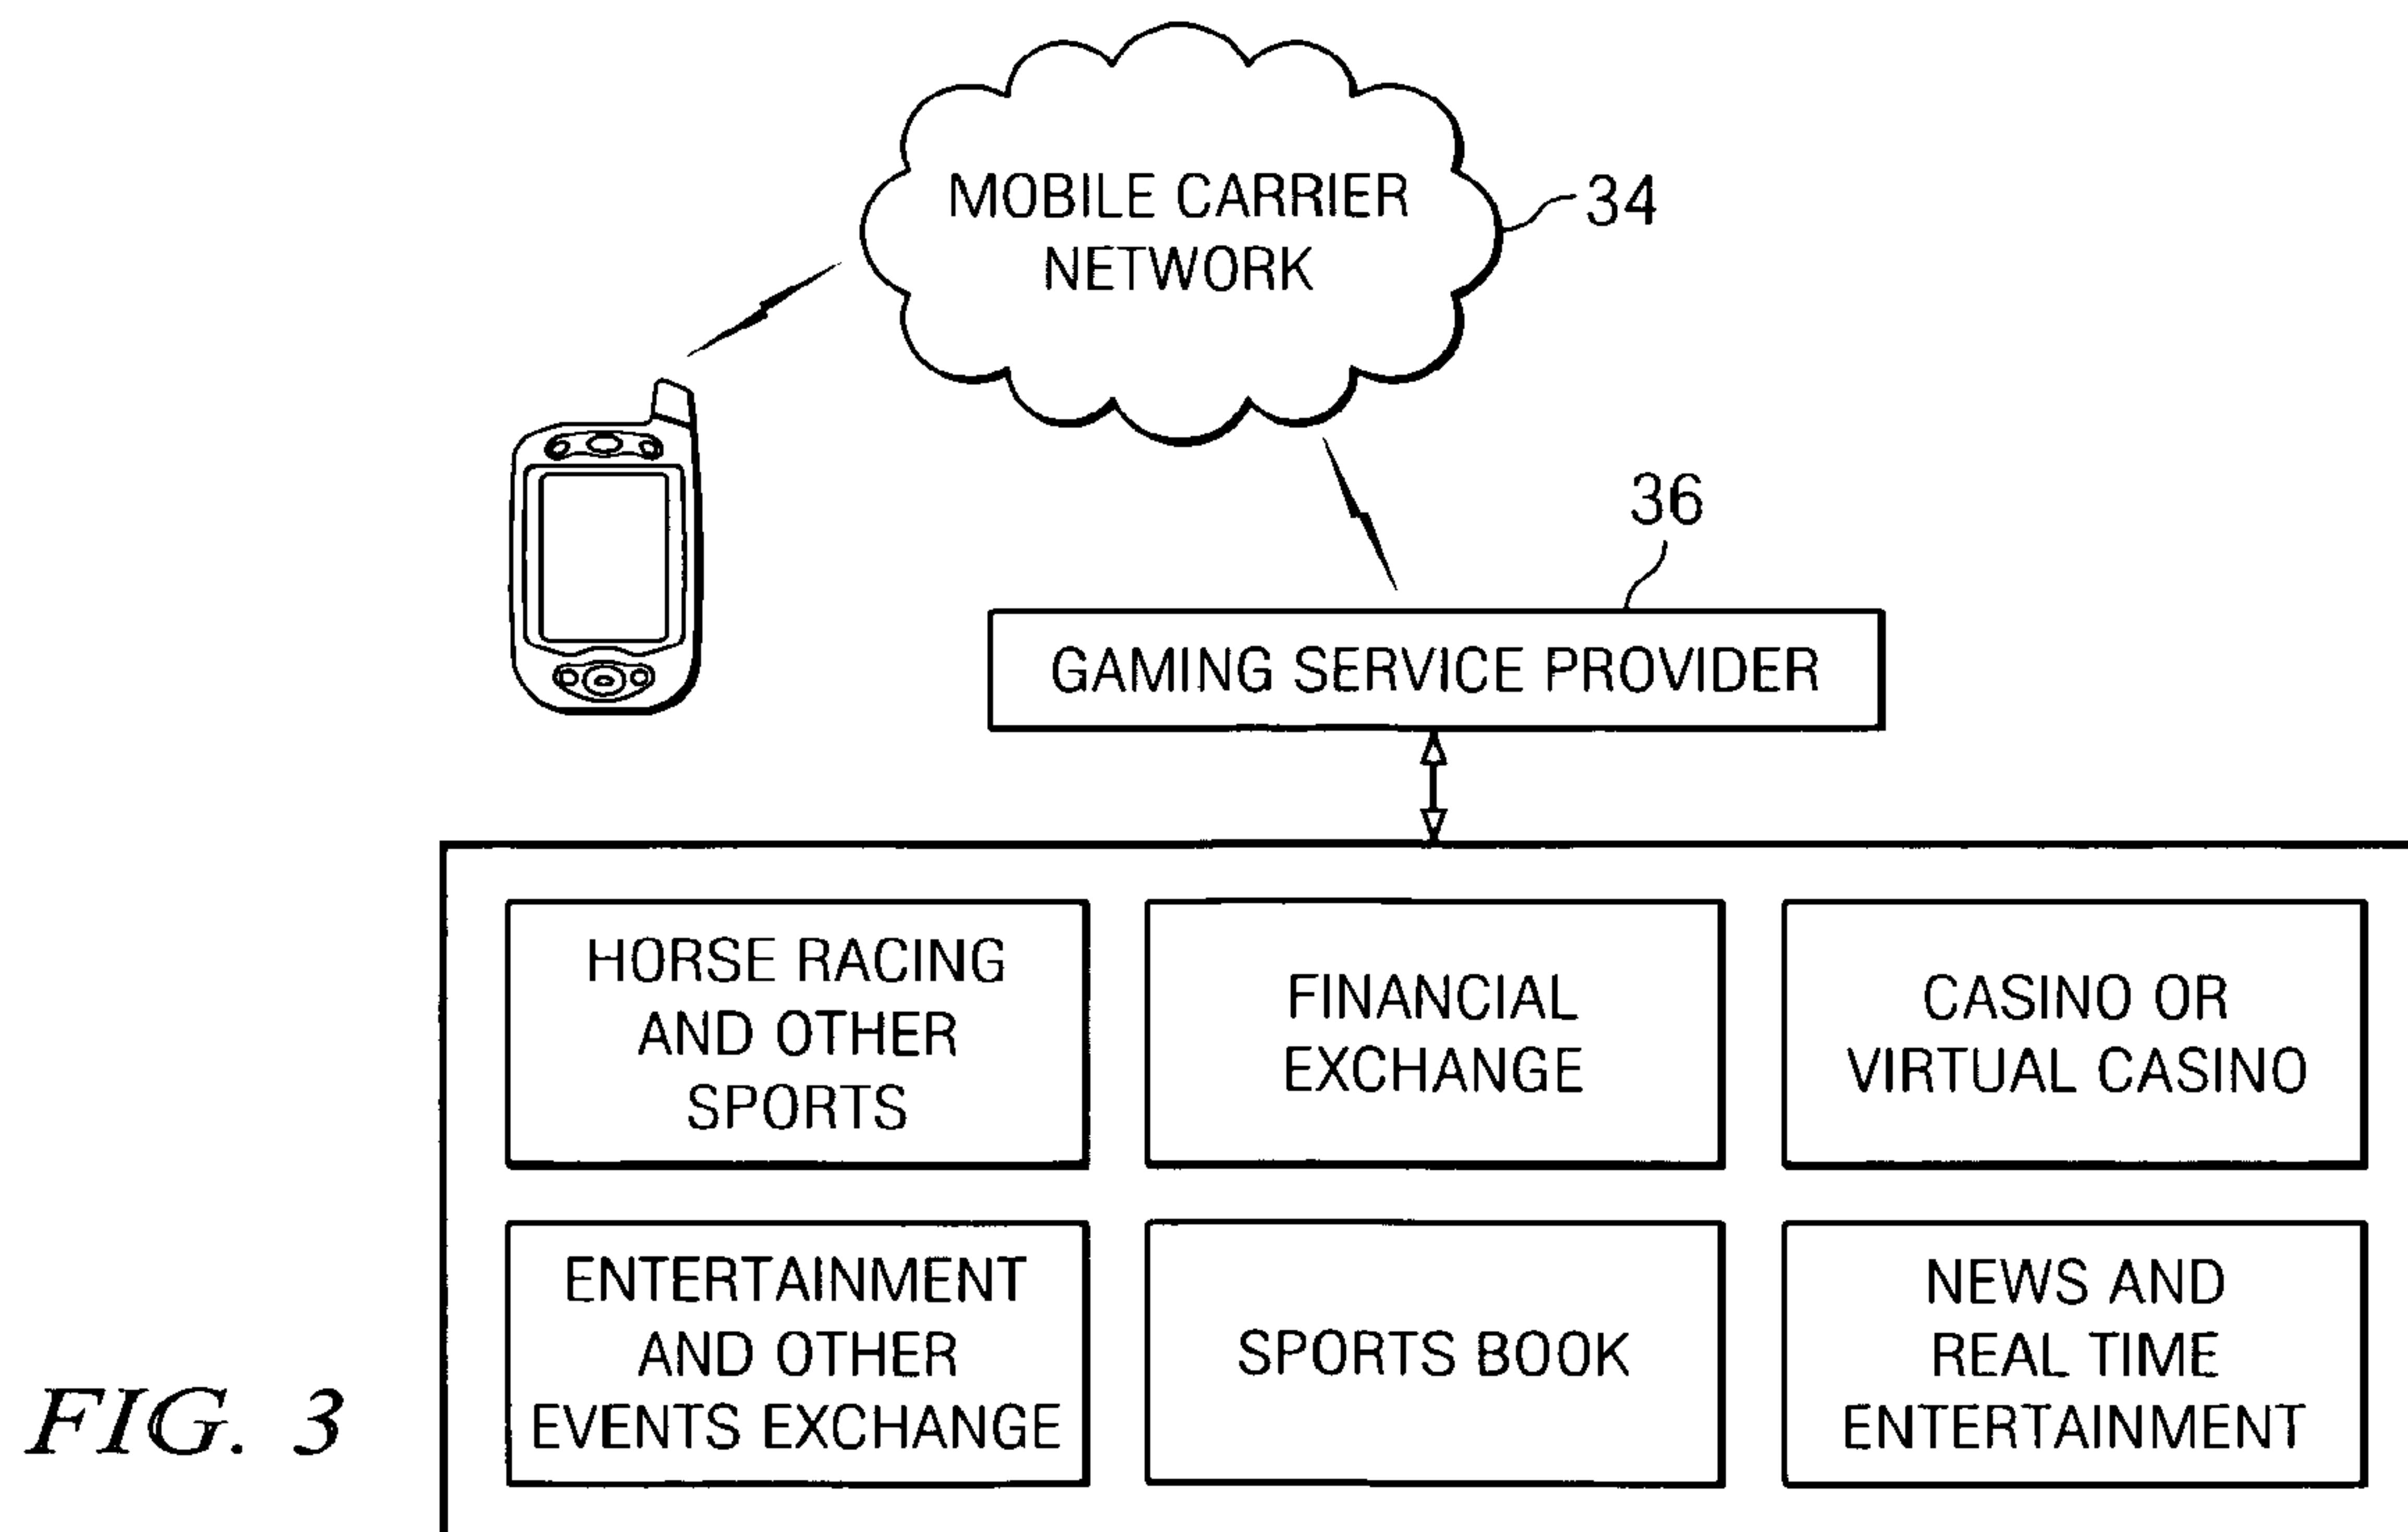 MOBILE CARRIER
NETWORK
34
36
GAMING SERVICE PROVIDER
HORSE RACING
AND OTHER
SPORTS
FINANCIAL
EXCHANGE
CASINO OR
VIRTUAL CASINO
ENTERTAINMENT
AND OTHER
EVENTS EXCHANGE
SPORTS BOOK
NEWS AND
REAL TIME
ENTERTAINMENT
FIG. 3